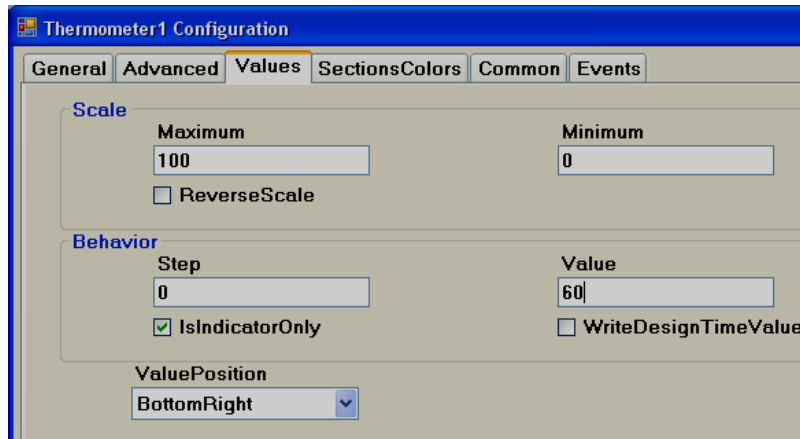 Thermometer1 Configuration
General Advanced Values SectionsColors Common Events
Scale
Maximum Minimum
100 0
ReverseScale
Behavior
Step Value
0 60
IsIndicatorOnly WriteDesignTimeValue
ValuePosition
BottomRight